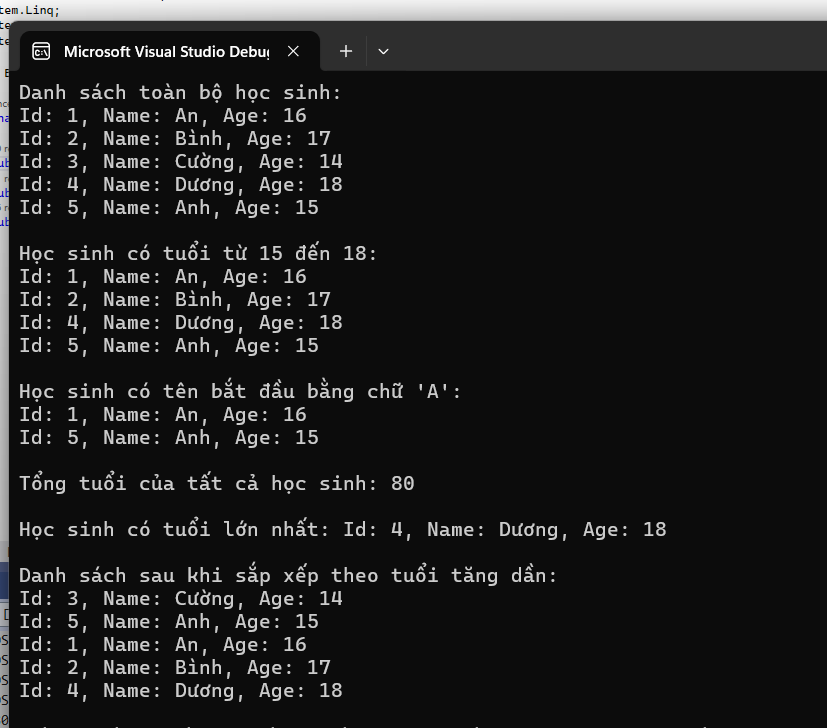 tem.Linq;
Microsoft Visual Studio Debug
Danh sách toàn bộ học sinh:
Id: 1, Name: An, Age: 16
Id: 2, Name: Bình, Age: 17
Id: 3, Name: Cường, Age: 14
Id: 4, Name: Dương, Age: 18
Id: 5, Name: Anh, Age: 15
Học sinh có tuổi từ 15 đến 18:
Id: 1, Name: An, Age: 16
Id: 2, Name: Bình, Age: 17
Id: 4, Name: Dương, Age: 18
Id: 5, Name: Anh, Age: 15
Học sinh có tên bắt đầu bằng chữ 'A':
Id: 1, Name: An, Age: 16
Id: 5, Name: Anh, Age: 15
Tổng tuổi của tất cả học sinh: 80
Học sinh có tuổi lớn nhất: Id: 4, Name: Dương, Age: 18
Danh sách sau khi sắp xếp theo tuổi tăng dần:
Id: 3, Name: Cường, Age: 14
Id: 5, Name: Anh, Age: 15
Id: 1, Name: An, Age: 16
Id: 2, Name: Bình, Age: 17
Id: 4, Name: Dương, Age: 18